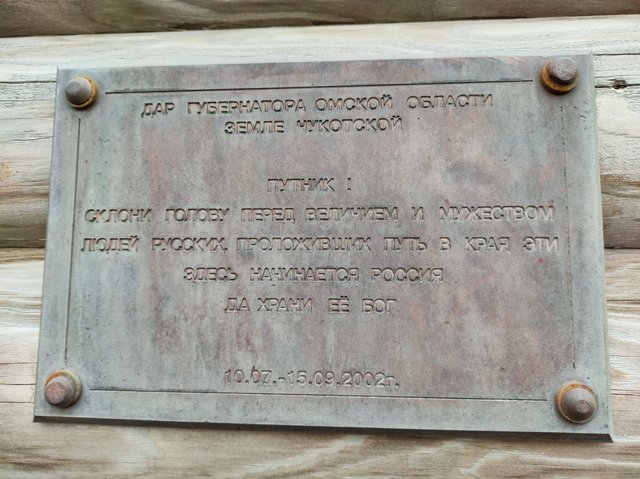 ДАР ГУБЕРНАТОРА ОМСКОЙ ОБЛАСТИ
ЗЕМЛЕ ЧУКОТСКОЙ
ПУТНИК !
СКЛОНИ ГОЛОВУ ПЕРЕД ВЕЛИЧИЕМ И МУЖЕСТВОМ
ЛЮДЕЙ РУССКИХ, ПРОЛОЖИВШИХ ПУТЬ В КРАЯ ЭТИ
ЗДЕСЬ НАЧИНАЕТСЯ РОССИЯ
ДА ХРАНИ ЕЁ БОГ
10.07.-15.09.2002г.